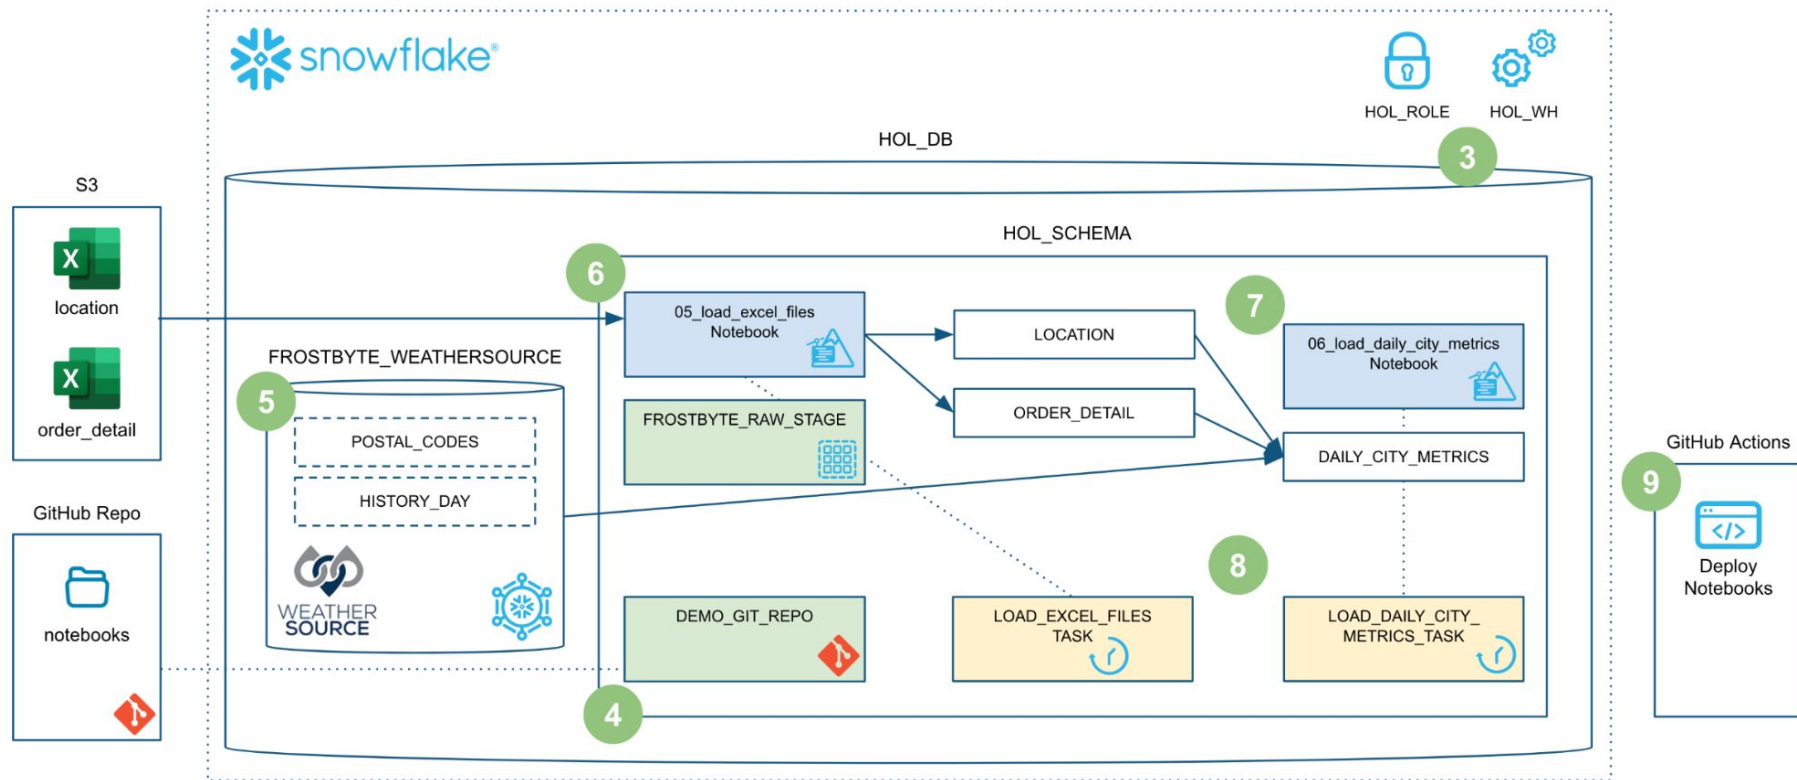 snowflake®
HOL_ROLE
HOL_WH
HOL_DB
3
S3
location
order_detail
HOL_SCHEMA
6
05_load_excel_files
Notebook
LOCATION
7
06_load_daily_city_metrics
Notebook
FROSTBYTE_WEATHERSOURCE
5
POSTAL_CODES
HISTORY_DAY
WEATHER
SOURCE
FROSTBYTE_RAW_STAGE
ORDER_DETAIL
DAILY_CITY_METRICS
GitHub Actions
9
</>
Deploy
Notebooks
GitHub Repo
notebooks
8
DEMO_GIT_REPO
LOAD_EXCEL_FILES
TASK
LOAD_DAILY_CITY_
METRICS_TASK
4